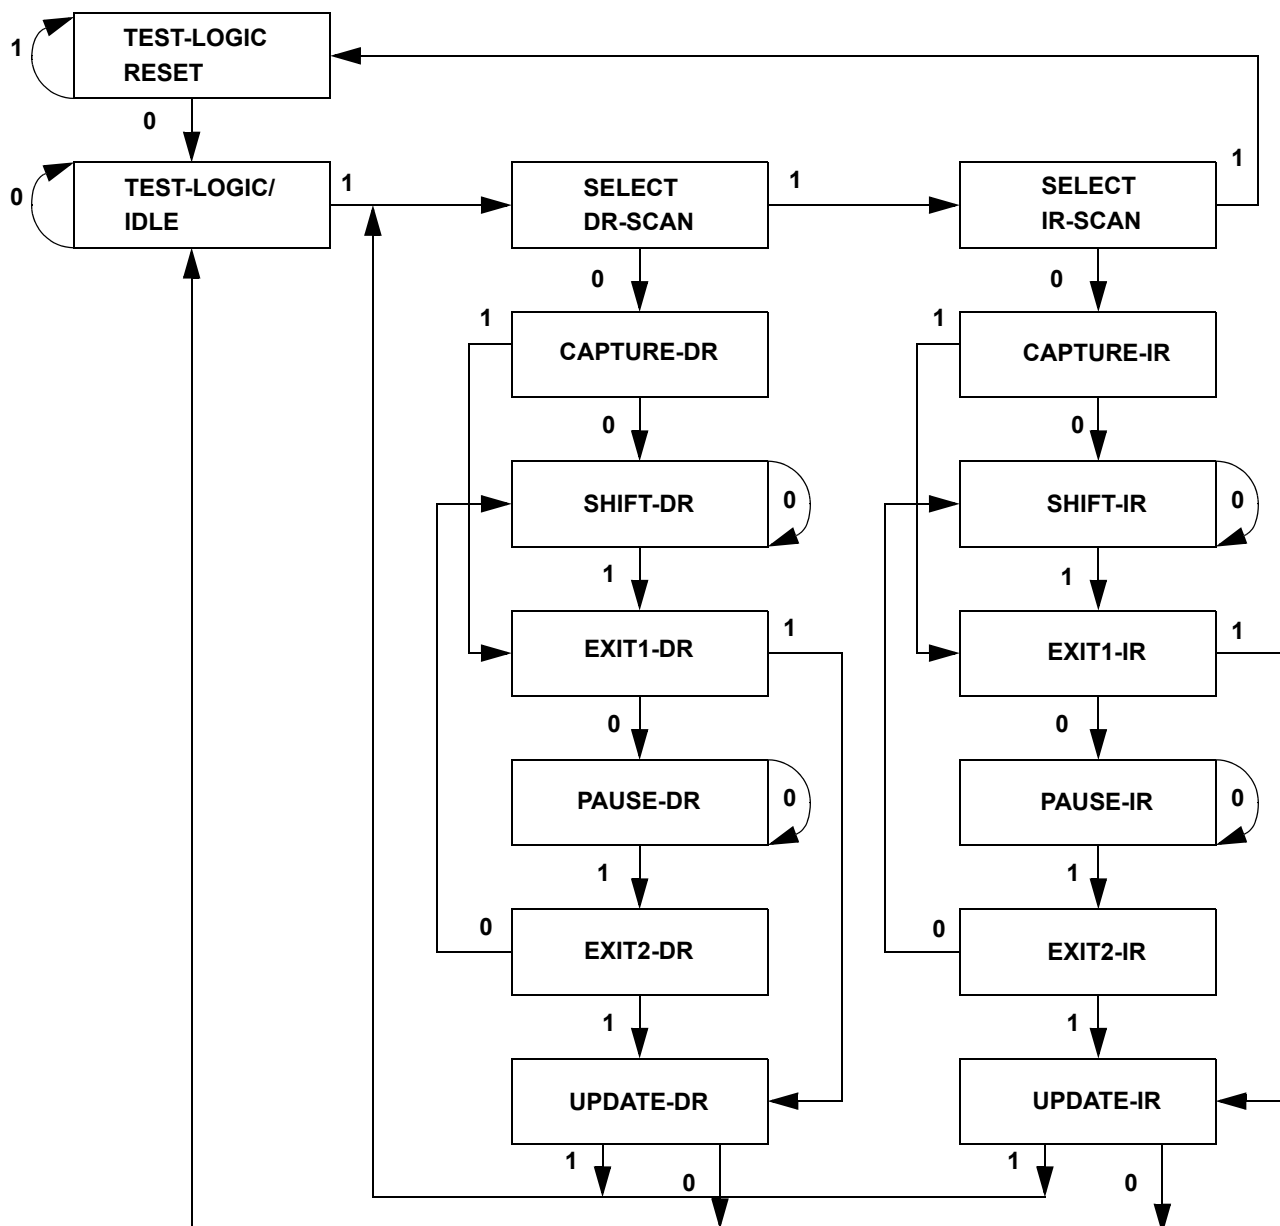 TEST-LOGIC
RESET
1
0
TEST-LOGIC/
IDLE
0
1
SELECT
DR-SCAN
1
SELECT
IR-SCAN
1
0
0
1
CAPTURE-DR
1
CAPTURE-IR
0
0
SHIFT-DR
0
SHIFT-IR
0
1
1
EXIT1-DR
1
EXIT1-IR
1
0
0
PAUSE-DR
0
PAUSE-IR
0
1
1
0
EXIT2-DR
0
EXIT2-IR
1
1
UPDATE-DR
UPDATE-IR
1
0
1
0